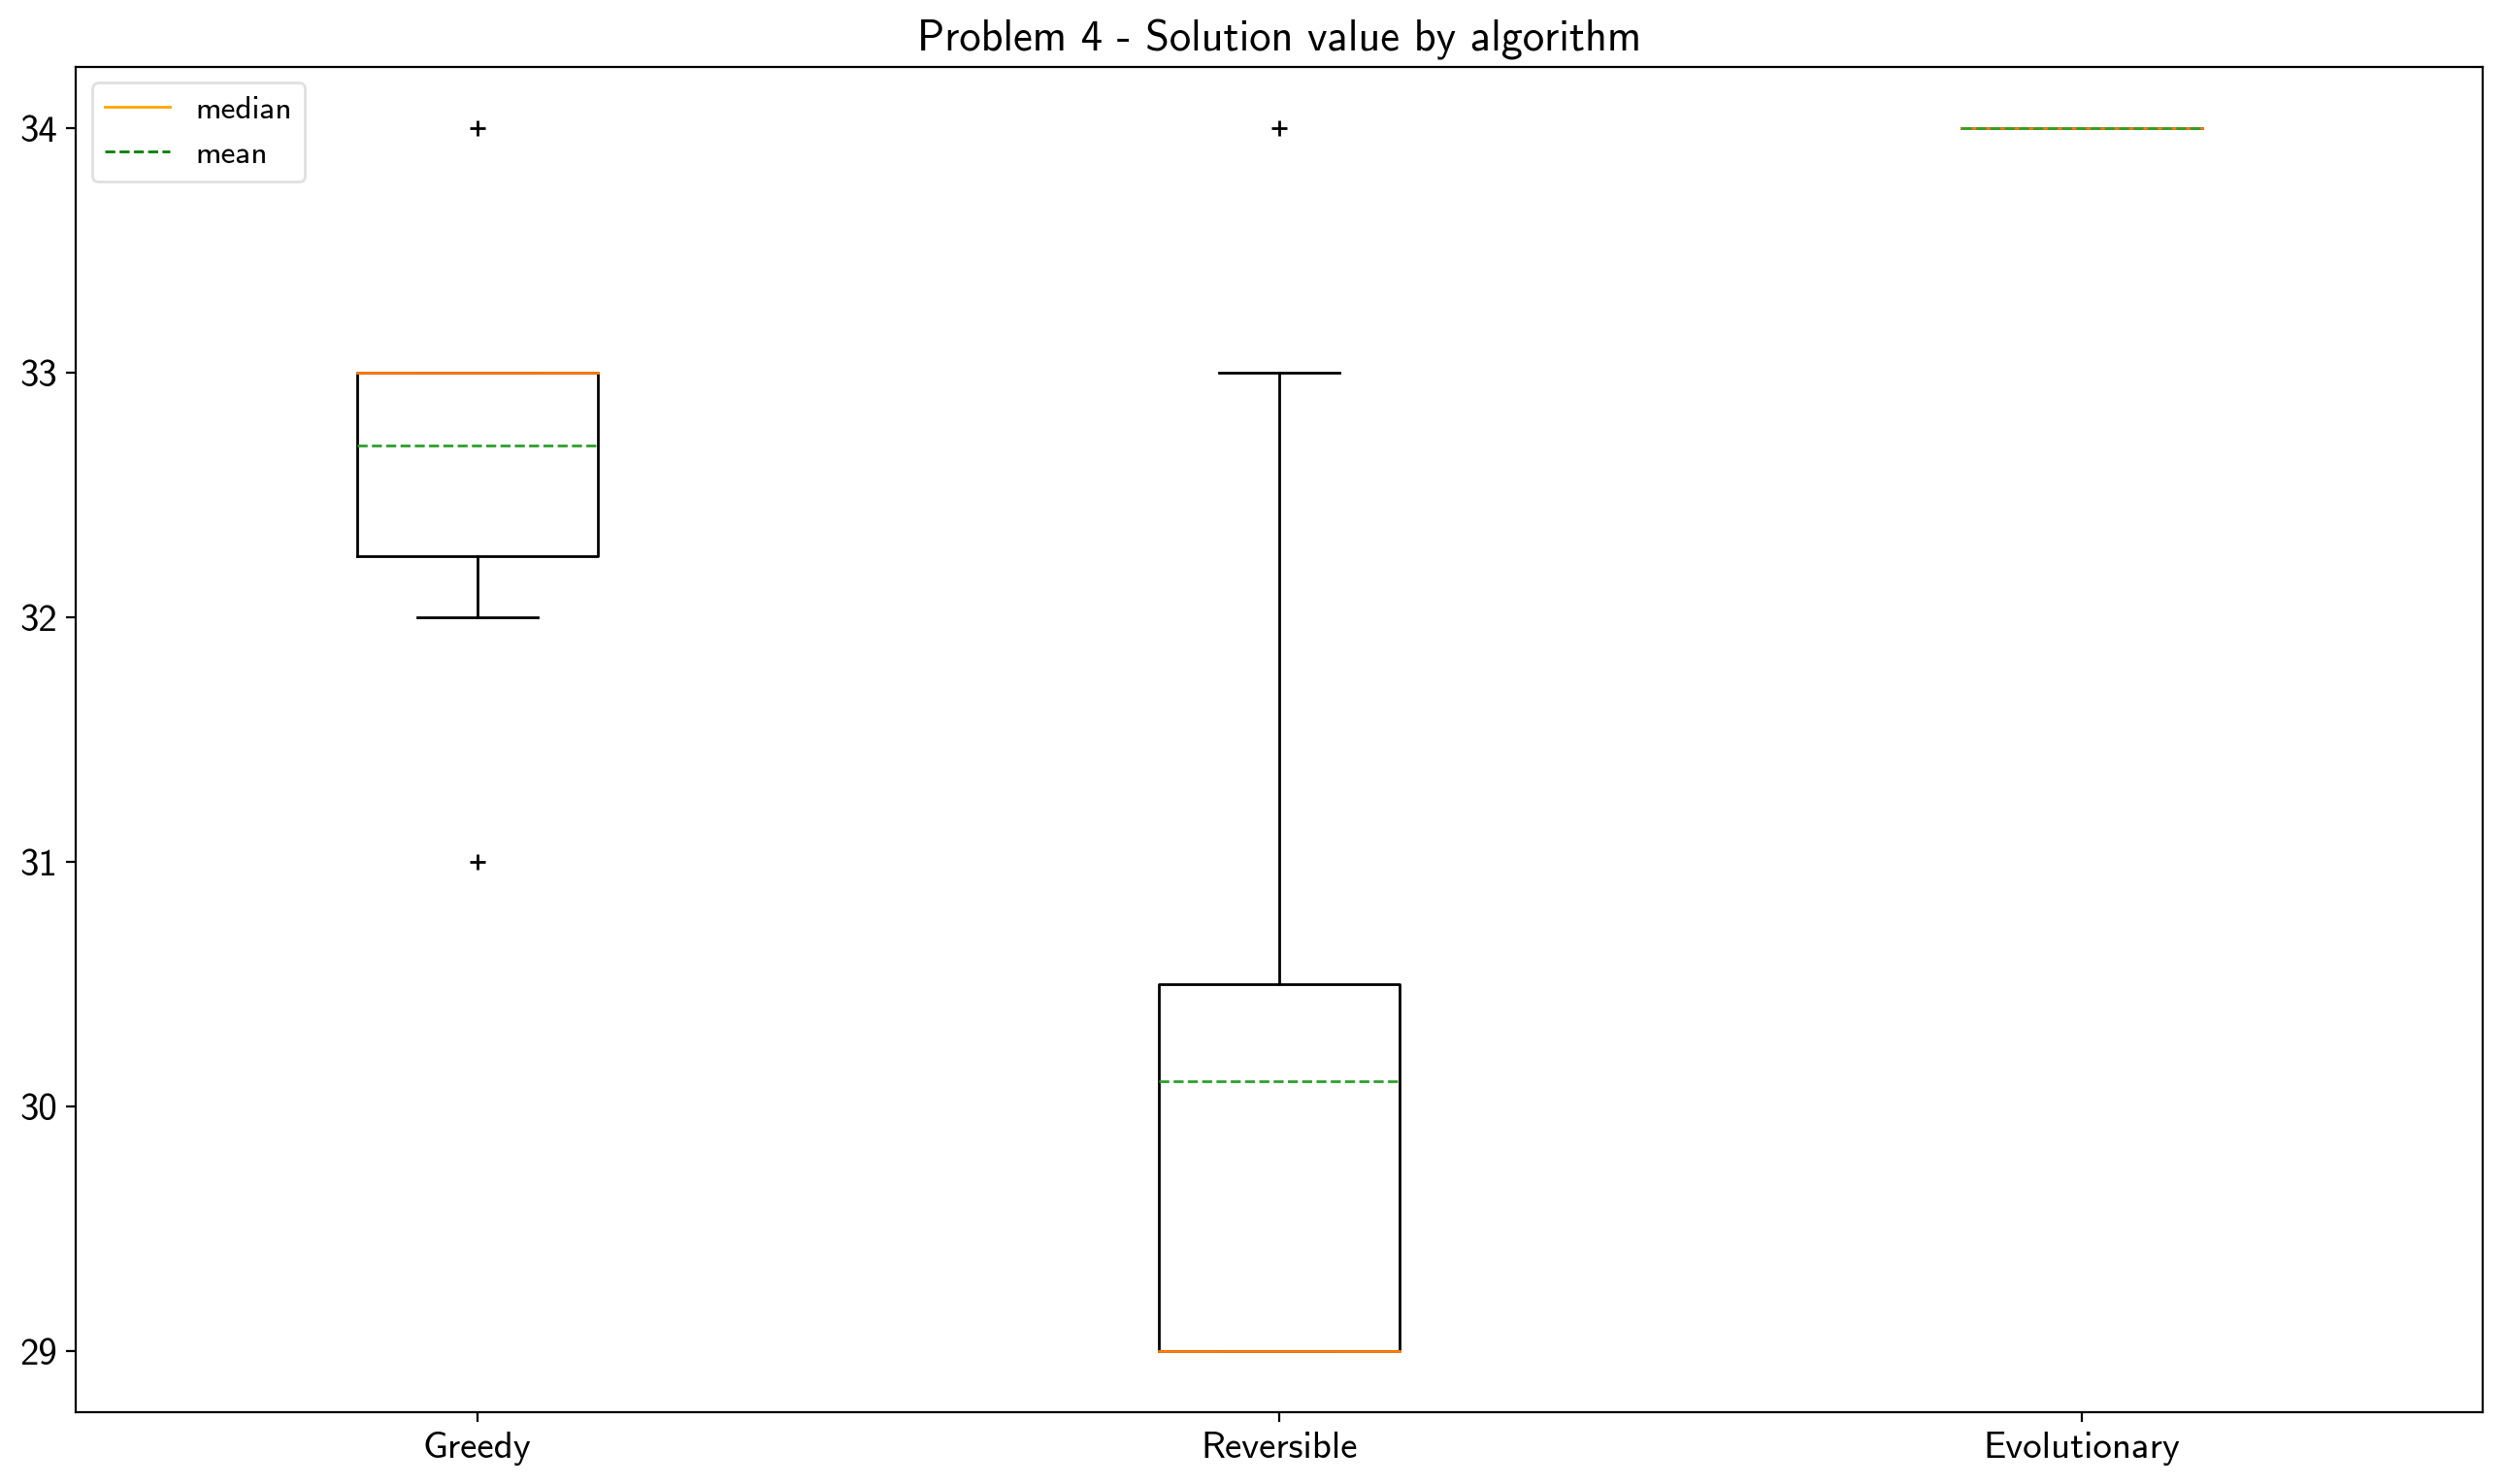 Problem 4 - Solution value by algorithm
median
mean
34
33
32
31
30
29
Greedy
Reversible
Evolutionary